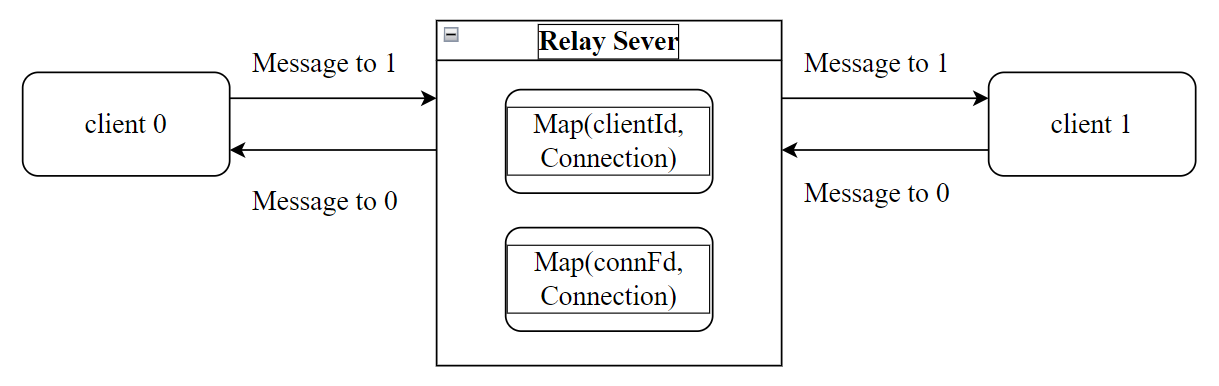 Relay Sever
Message to 1
Message to 1
client 0
Map(clientId,
Connection)
client 1
Message to 0
Message to 0
Map(connFd,
Connection)